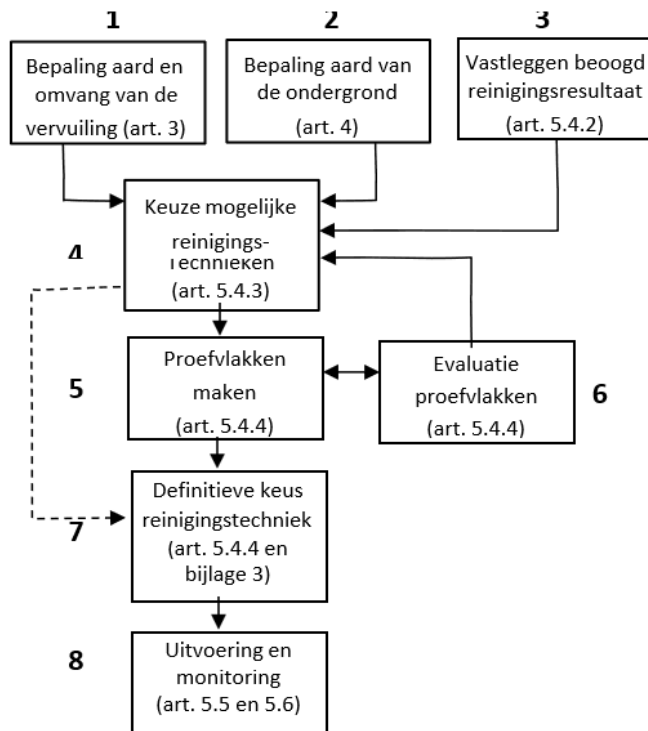 1
2
3
Bepaling aard en
omvang van de
vervuiling (art. 3)
Bepaling aard van
de ondergrond
(art. 4)
Vastleggen beoogd
reinigingsresultaat
(art. 5.4.2)
4
Keuze mogelijke
reinigings-
technieken
(art. 5.4.3)
5
Proefvlakken
maken
(art. 5.4.4)
Evaluatie
proefvlakken
(art. 5.4.4)
6
7
Definitieve keus
reinigingstechniek
(art. 5.4.4 en
bijlage 3)
8
Uitvoering en
monitoring
(art. 5.5 en 5.6)